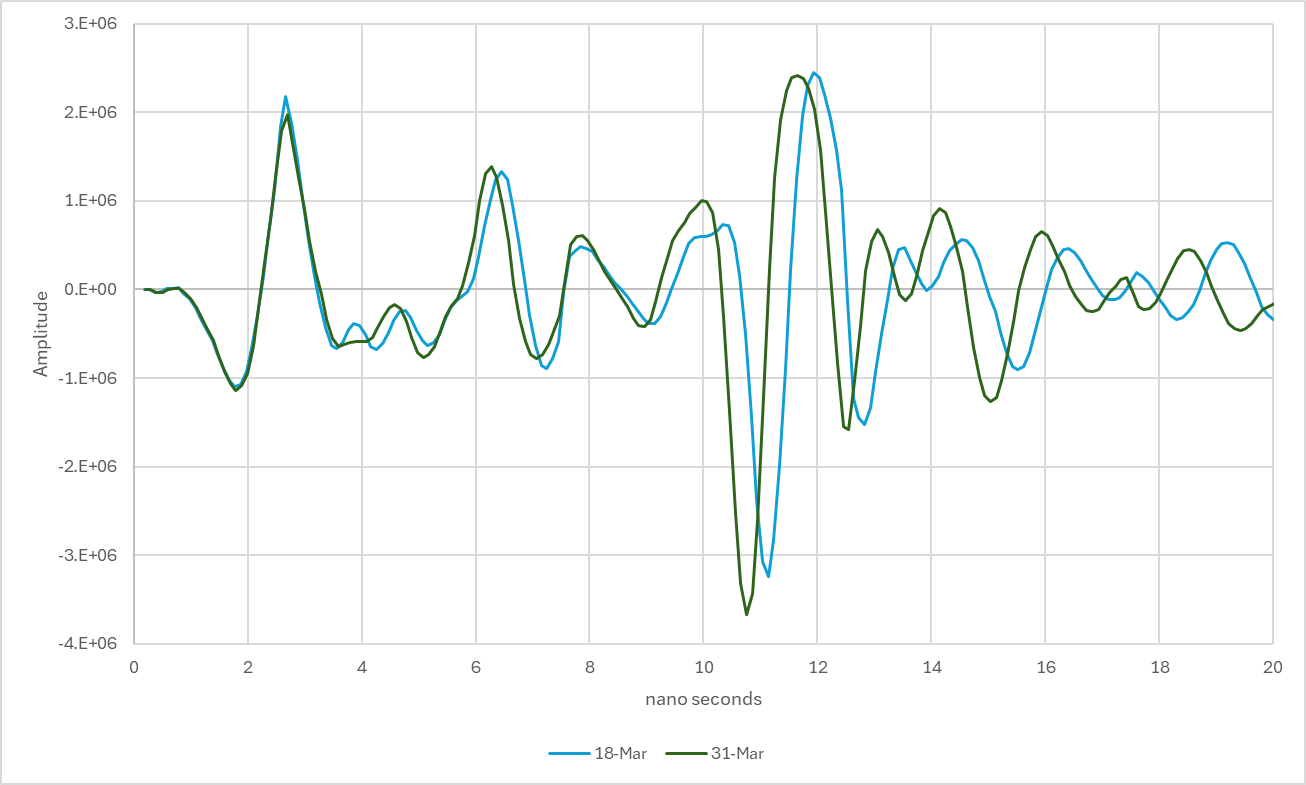 3.E+06
2.E+06
1.E+06
0.E+00
-1.E+06
-2.E+06
-3.E+06
-4.E+06
Amplitude
0 2 4 6 8 10 12 14 16 18 20
nano seconds
18-Mar 31-Mar